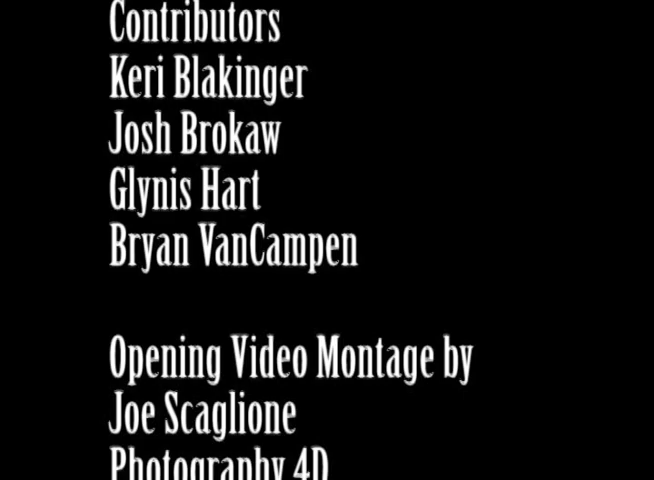 Contributors
Keri Blakinger
Josh Brokaw
Glynis Hart
Bryan VanCampen
Opening Video Montage by
Joe Scaglione
Photography 4D